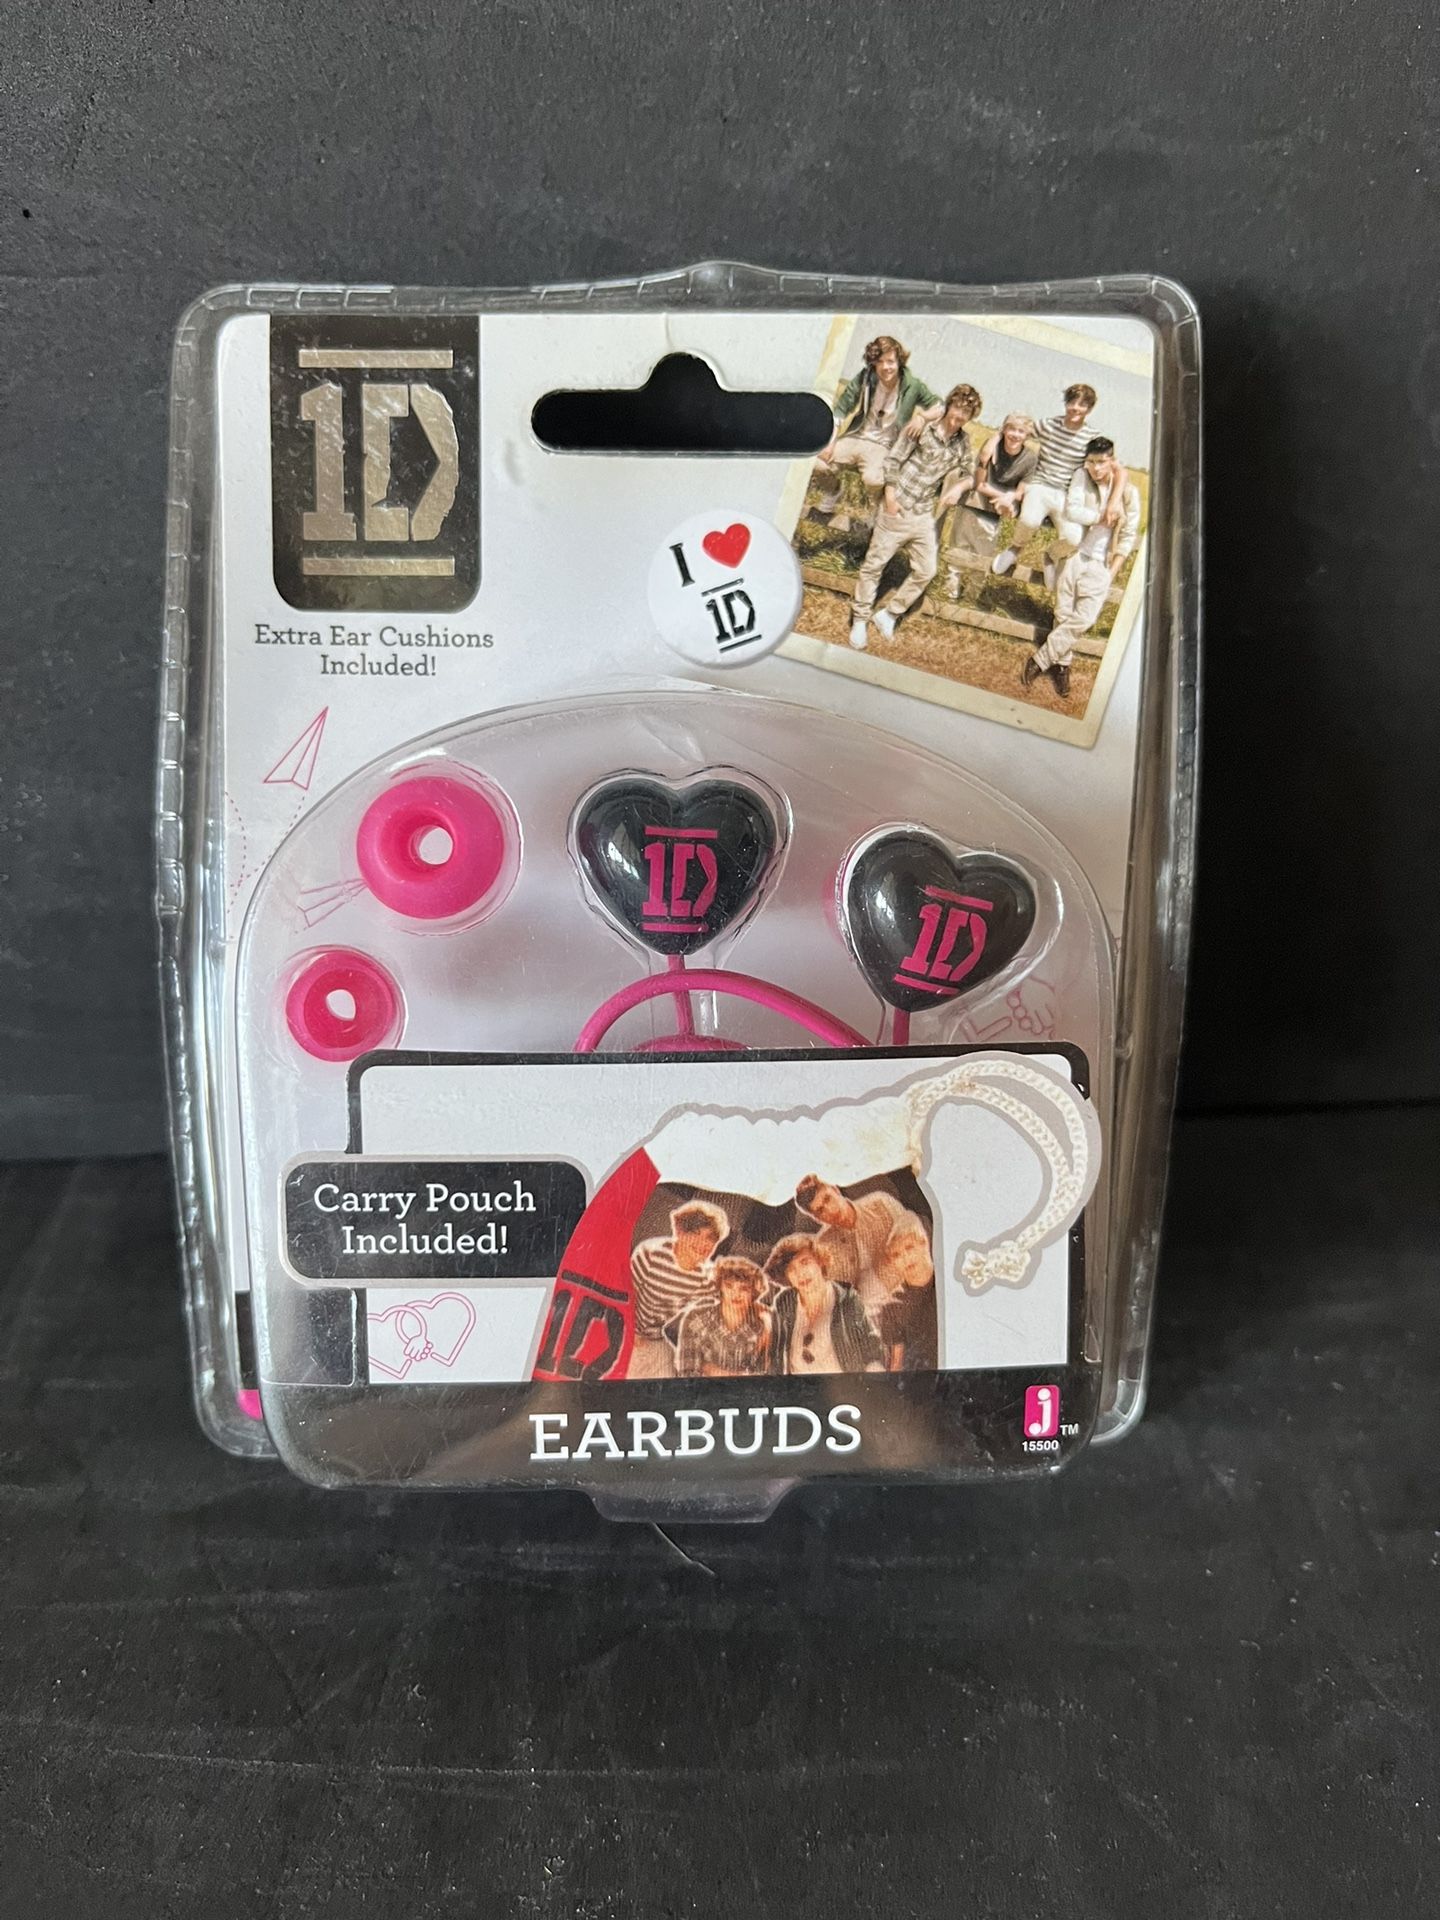 1D
I ❤
1D
Extra Ear Cushions
Included!
1D
1D
Carry Pouch
Included!
1D
EARBUDS
j™
15500